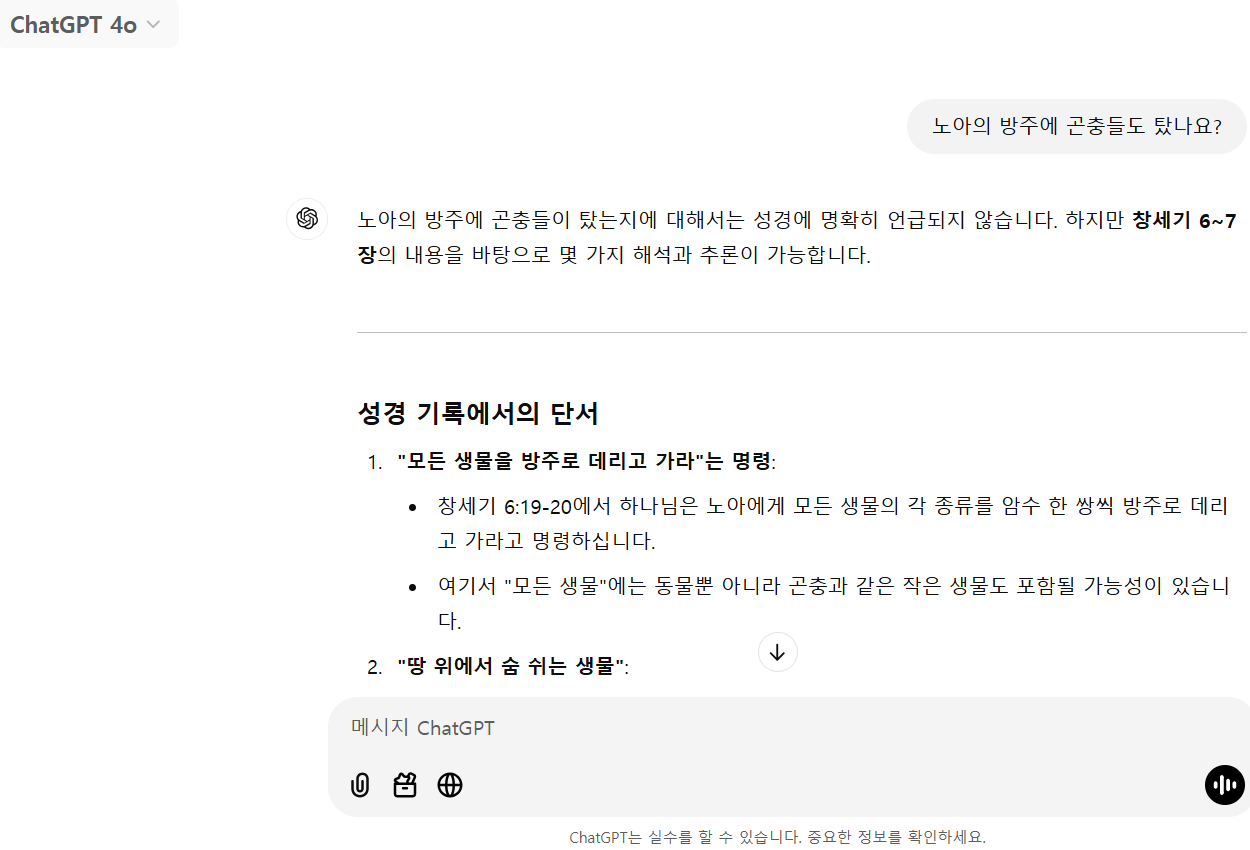 ChatGPT 4o
노아의 방주에 곤충들도 탔나요?
노아의 방주에 곤충들이 탔는지에 대해서는 성경에 명확히 언급되지 않습니다. 하지만 창세기 6~7
장의 내용을 바탕으로 몇 가지 해석과 추론이 가능합니다.
성경 기록에서의 단서
1. "모든 생물을 방주로 데리고 가라"는 명령:
• 창세기 6:19-20에서 하나님은 노아에게 모든 생물의 각 종류를 암수 한 쌍씩 방주로 데리
고 가라고 명령하십니다.
• 여기서 "모든 생물"에는 동물뿐 아니라 곤충과 같은 작은 생물도 포함될 가능성이 있습니
다.
2. "땅 위에서 숨 쉬는 생물":
메시지 ChatGPT
ChatGPT는 실수를 할 수 있습니다. 중요한 정보를 확인하세요.